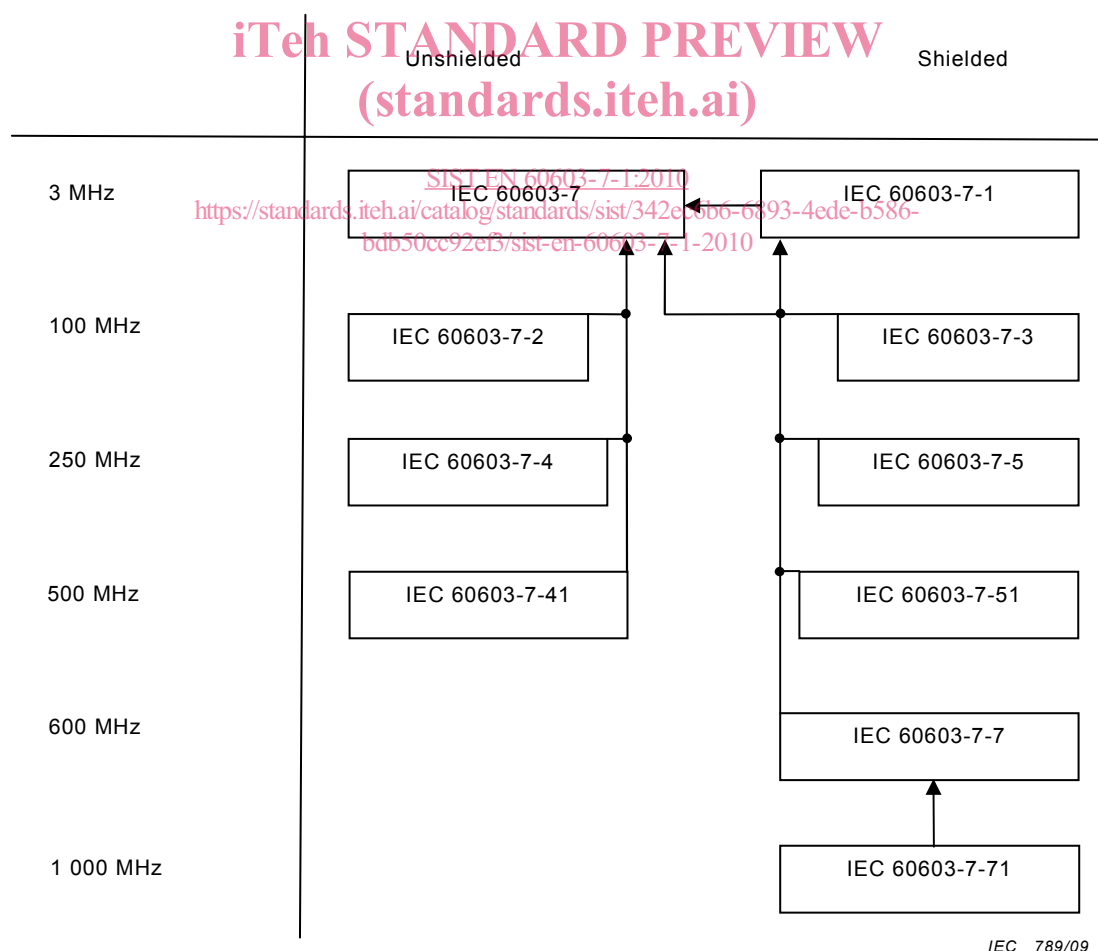 iTeh STANDARD PREVIEW
Unshielded Shielded
(standards.iteh.ai)
SIST EN 60603-7-1:2010
3 MHz IEC 60603-7 IEC 60603-7-1
https://standards.iteh.ai/catalog/standards/sist/342ec6b6-6893-4ede-b586-
bdb50cc92ef3/sist-en-60603-7-1-2010
100 MHz IEC 60603-7-2 IEC 60603-7-3
250 MHz IEC 60603-7-4 IEC 60603-7-5
500 MHz IEC 60603-7-41 IEC 60603-7-51
600 MHz IEC 60603-7-7
1 000 MHz IEC 60603-7-71
IEC 789/09